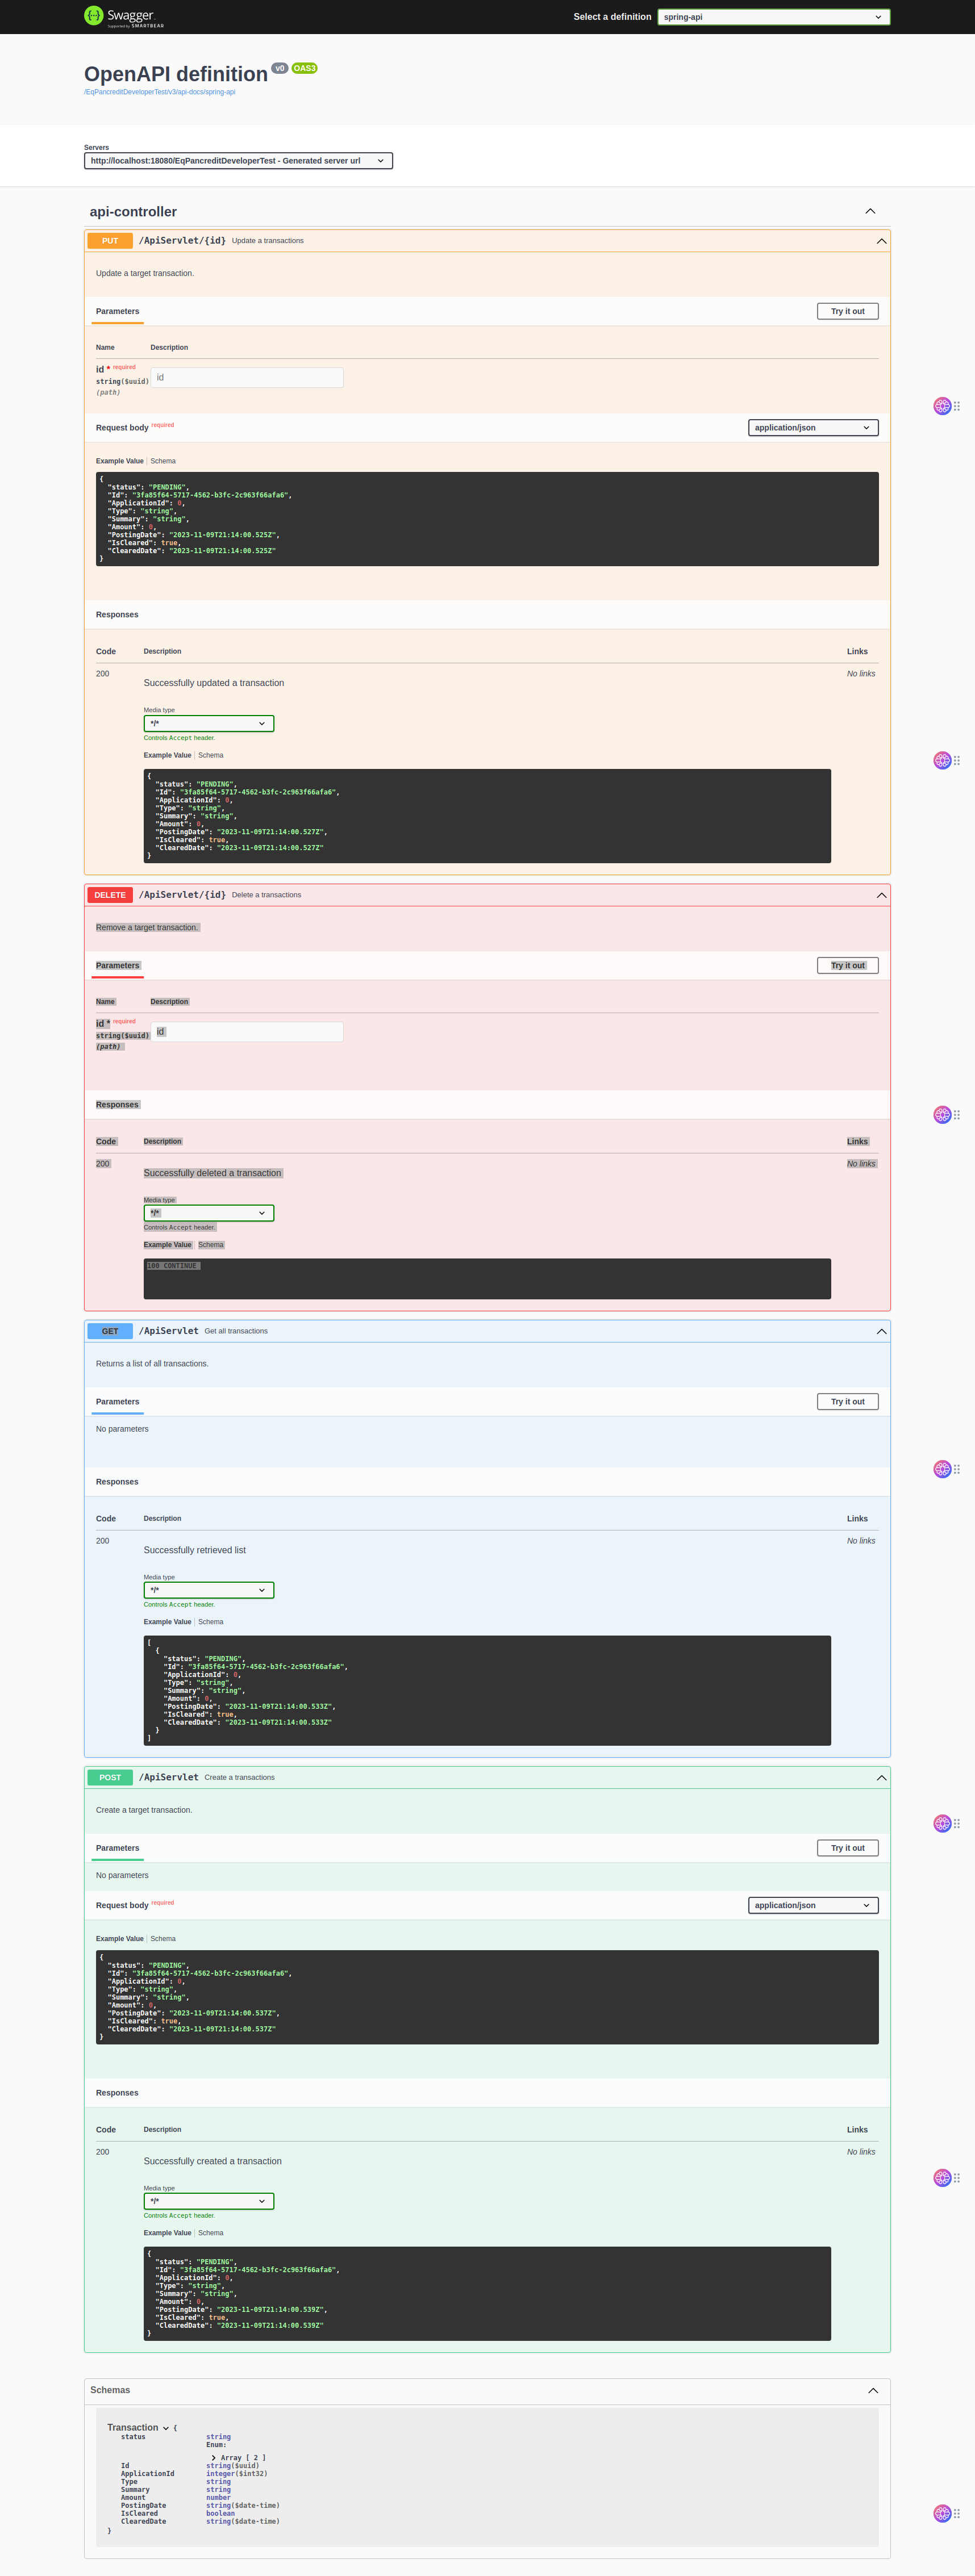 Swagger
Supported by SMARTBEAR
Select a definition
spring-api
OpenAPI definition v0 OAS3
/EqPancreditDeveloperTest/v3/api-docs/spring-api
Servers
http://localhost:18080/EqPancreditDeveloperTest - Generated server url
api-controller
PUT /ApiServlet/{id} Update a transactions
Update a target transaction.
Parameters
Try it out
Name Description
id * required
string($uuid)
(path)
id
Request body required
application/json
Example Value Schema
{
"status": "PENDING",
"Id": "3fa85f64-5717-4562-b3fc-2c963f66afa6",
"ApplicationId": 0,
"Type": "string",
"Summary": "string",
"Amount": 0,
"PostingDate": "2023-11-09T21:14:00.525Z",
"IsCleared": true,
"ClearedDate": "2023-11-09T21:14:00.525Z"
}
Responses
Code Description Links
200
Successfully updated a transaction
No links
Media type
*/*
Controls Accept header.
Example Value Schema
{
"status": "PENDING",
"Id": "3fa85f64-5717-4562-b3fc-2c963f66afa6",
"ApplicationId": 0,
"Type": "string",
"Summary": "string",
"Amount": 0,
"PostingDate": "2023-11-09T21:14:00.527Z",
"IsCleared": true,
"ClearedDate": "2023-11-09T21:14:00.527Z"
}
DELETE /ApiServlet/{id} Delete a transactions
Remove a target transaction.
Parameters
Try it out
Name Description
id * required
string($uuid)
(path)
id
Responses
Code Description Links
200
Successfully deleted a transaction
No links
Media type
*/*
Controls Accept header.
Example Value Schema
100 CONTINUE
GET /ApiServlet Get all transactions
Returns a list of all transactions.
Parameters
Try it out
No parameters
Responses
Code Description Links
200
Successfully retrieved list
No links
Media type
*/*
Controls Accept header.
Example Value Schema
[
{
"status": "PENDING",
"Id": "3fa85f64-5717-4562-b3fc-2c963f66afa6",
"ApplicationId": 0,
"Type": "string",
"Summary": "string",
"Amount": 0,
"PostingDate": "2023-11-09T21:14:00.533Z",
"IsCleared": true,
"ClearedDate": "2023-11-09T21:14:00.533Z"
}
]
POST /ApiServlet Create a transactions
Create a target transaction.
Parameters
Try it out
No parameters
Request body required
application/json
Example Value Schema
{
"status": "PENDING",
"Id": "3fa85f64-5717-4562-b3fc-2c963f66afa6",
"ApplicationId": 0,
"Type": "string",
"Summary": "string",
"Amount": 0,
"PostingDate": "2023-11-09T21:14:00.537Z",
"IsCleared": true,
"ClearedDate": "2023-11-09T21:14:00.537Z"
}
Responses
Code Description Links
200
Successfully created a transaction
No links
Media type
*/*
Controls Accept header.
Example Value Schema
{
"status": "PENDING",
"Id": "3fa85f64-5717-4562-b3fc-2c963f66afa6",
"ApplicationId": 0,
"Type": "string",
"Summary": "string",
"Amount": 0,
"PostingDate": "2023-11-09T21:14:00.539Z",
"IsCleared": true,
"ClearedDate": "2023-11-09T21:14:00.539Z"
}
Schemas
Transaction {
status string
Enum:
Array [ 2 ]
Id string($uuid)
ApplicationId integer($int32)
Type string
Summary string
Amount number
PostingDate string($date-time)
IsCleared boolean
ClearedDate string($date-time)
}